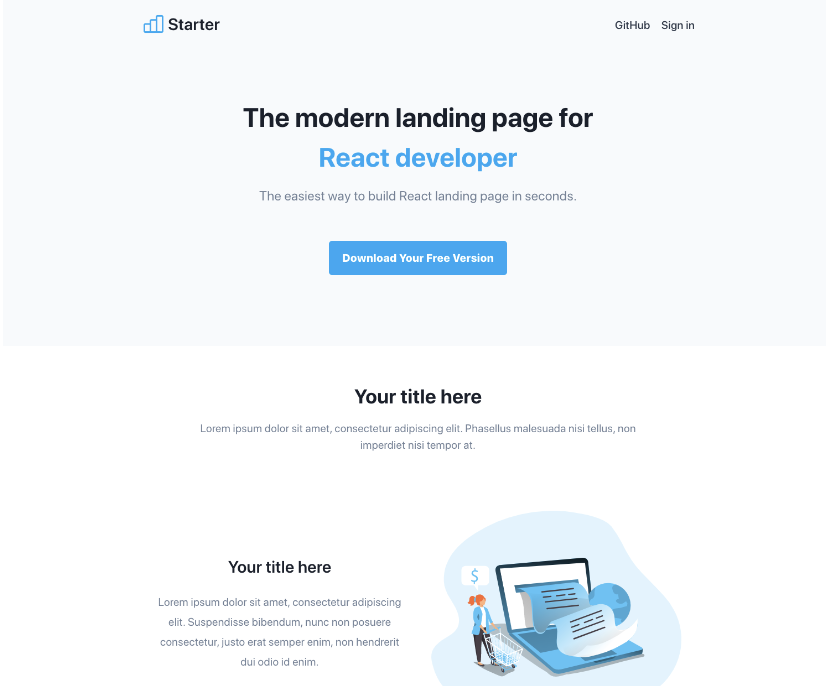 Starter
GitHub Sign in
The modern landing page for
React developer
The easiest way to build React landing page in seconds.
Download Your Free Version
Your title here
Lorem ipsum dolor sit amet, consectetur adipiscing elit. Phasellus malesuada nisi tellus, non
imperdiet nisi tempor at.
Your title here
Lorem ipsum dolor sit amet, consectetur adipiscing
elit. Suspendisse bibendum, nunc non posuere
consectetur, justo erat semper enim, non hendrerit
dui odio id enim.
$